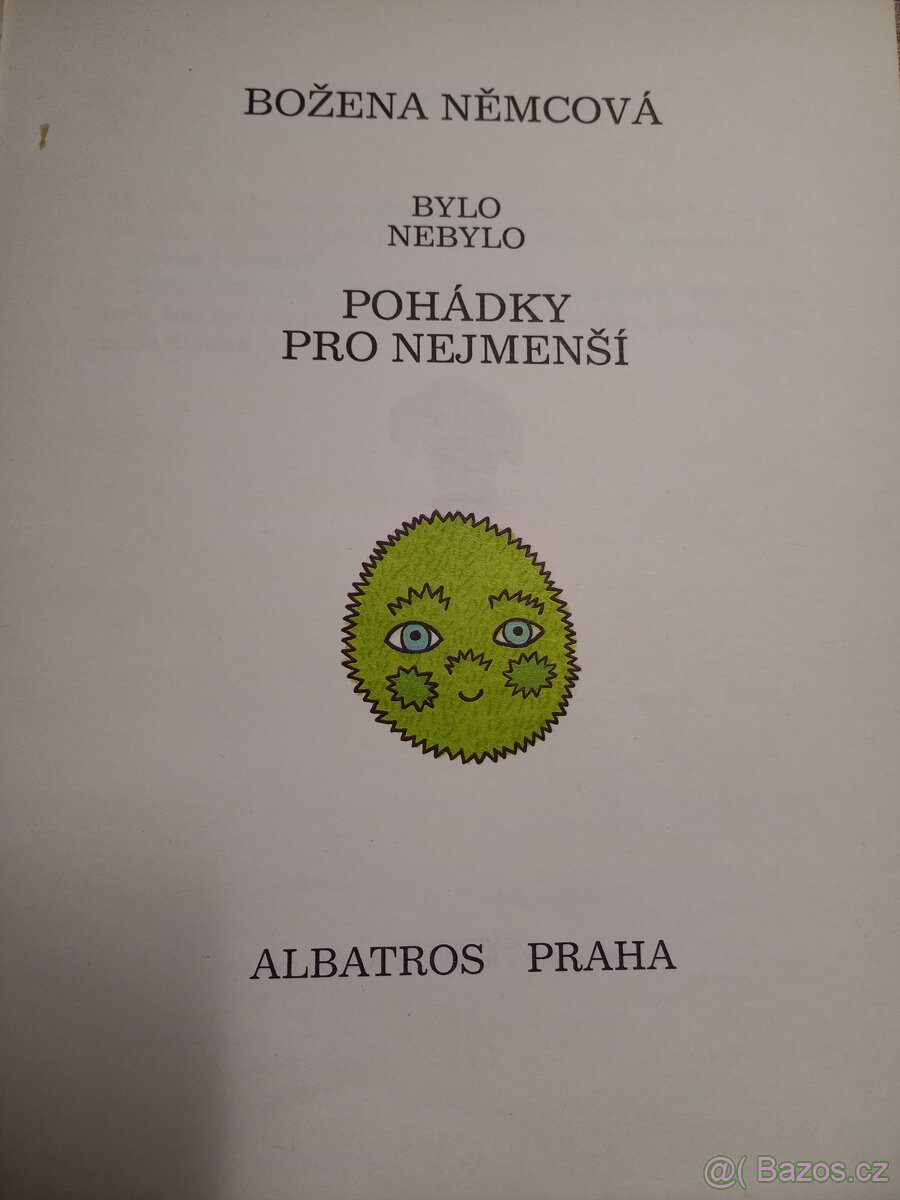 BOŽENA NĚMCOVÁ
BYLO
NEBYLO
POHÁDKY
PRO NEJMENŠÍ
ALBATROS PRAHA
@( Bazos.cz